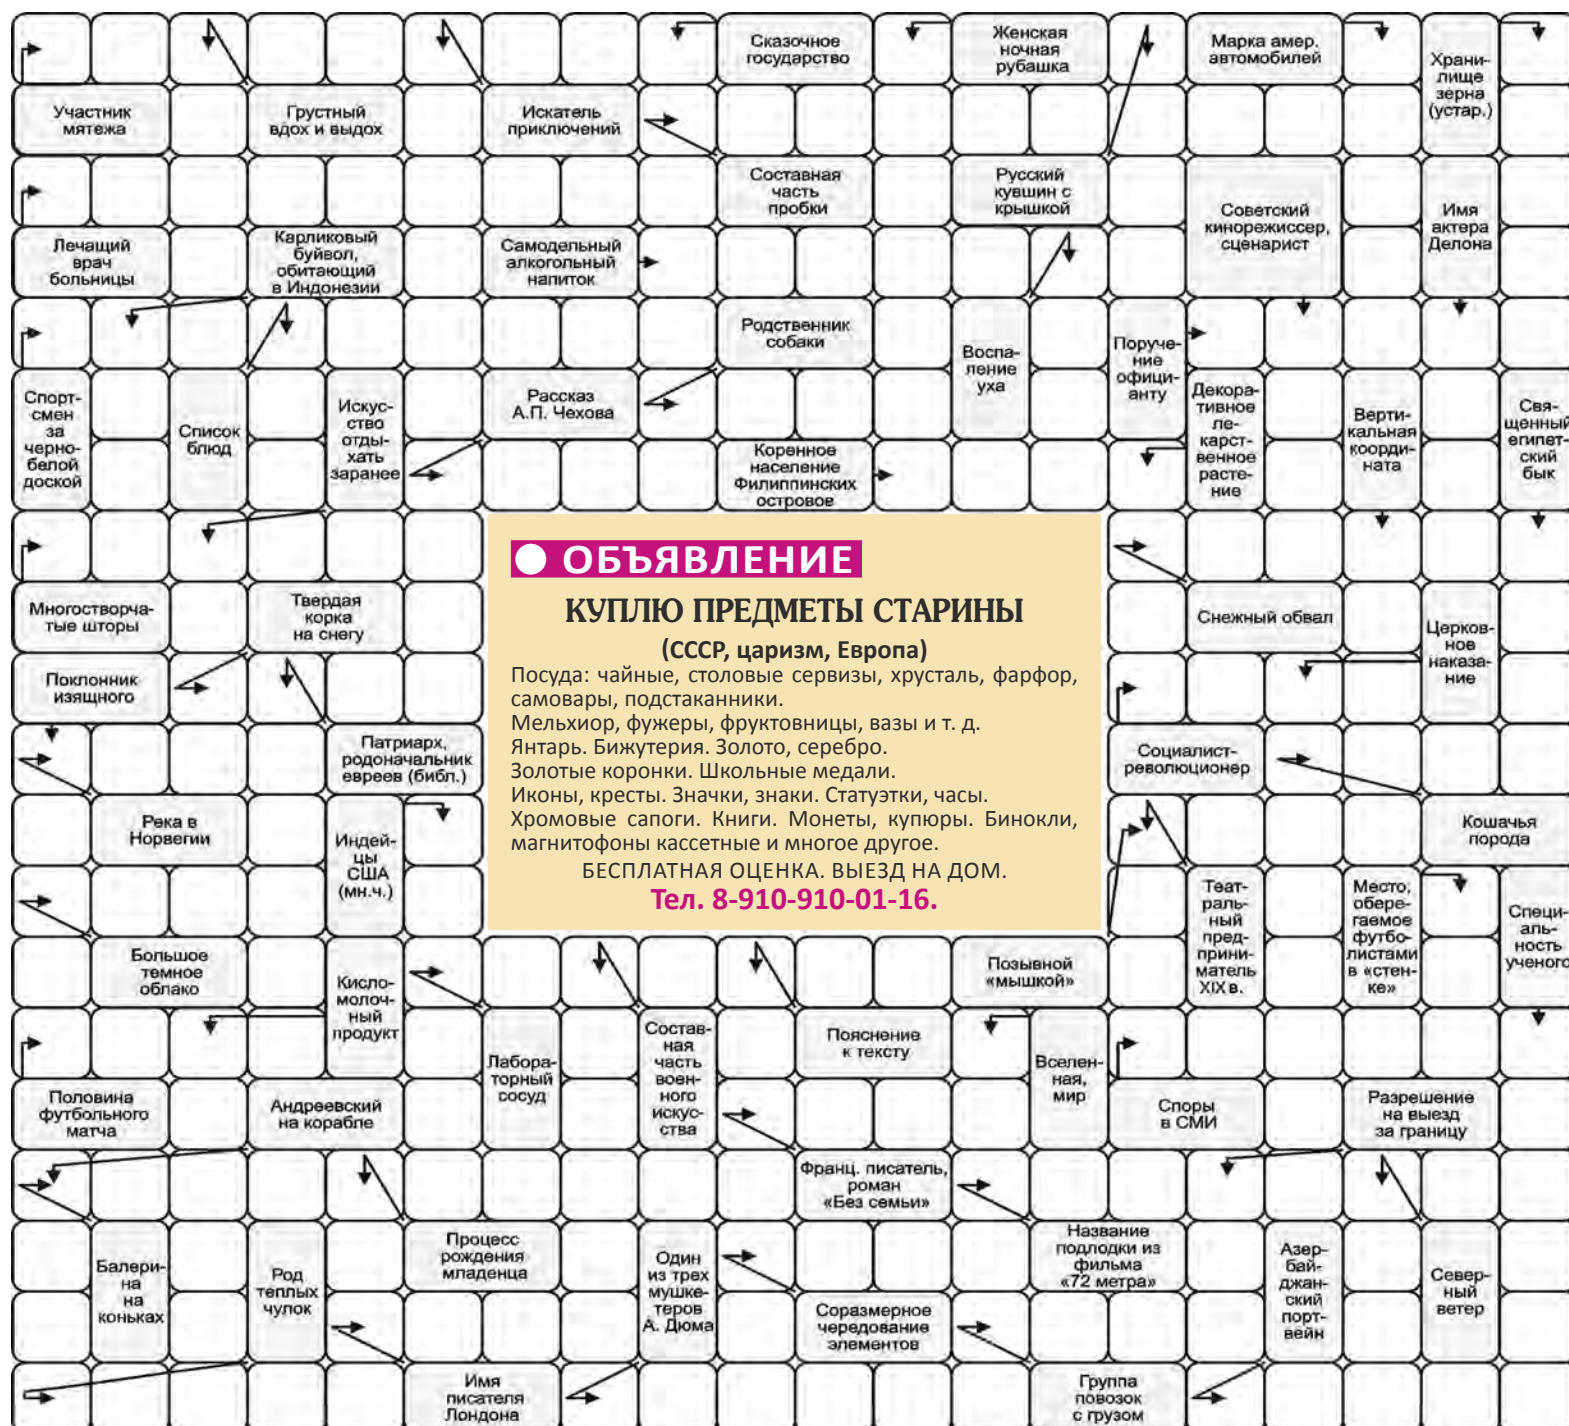 Сказочное
государство
Женская
ночная
рубашка
Марка амер.
автомобилей
Храни-
лище
зерна
(устар.)
Участник
мятежа
Грустный
вдох и выдох
Искатель
приключений
Составная
часть
пробки
Русский
кувшин с
крышкой
Советский
кинорежиссер,
сценарист
Имя
актера
Делона
Лечащий
врач
больницы
Карликовый
буйвол,
обитающий
в Индонезии
Самодельный
алкогольный
напиток
Родственник
собаки
Воспа-
ление
уха
Поруче-
ние
офици-
анту
Спорт-
смен
за
черно-
белой
доской
Список
блюд
Искус-
ство
отды-
хать
заранее
Рассказ
А.П. Чехова
Декора-
тивное
ле-
карст-
венное
расте-
ние
Верти-
кальная
коорди-
ната
Свя-
щенный
египет-
ский
бык
Коренное
население
Филиппинских
островов
ОБЪЯВЛЕНИЕ
КУПЛЮ ПРЕДМЕТЫ СТАРИНЫ
(СССР, царизм, Европа)
Посуда: чайные, столовые сервизы, хрусталь, фарфор,
самовары, подстаканники.
Мельхиор, фужеры, фруктовницы, вазы и т. д.
Янтарь. Бижутерия. Золото, серебро.
Золотые коронки. Школьные медали.
Иконы, кресты. Значки, знаки. Статуэтки, часы.
Хромовые сапоги. Книги. Монеты, купюры. Бинокли,
магнитофоны кассетные и многое другое.
БЕСПЛАТНАЯ ОЦЕНКА. ВЫЕЗД НА ДОМ.
Тел. 8-910-910-01-16.
Многостворча-
тые шторы
Твердая
корка
на снегу
Снежный обвал
Церков-
ное
наказа-
ние
Поклонник
изящного
Патриарх,
родоначальник
евреев (библ.)
Социалист-
революционер
Река в
Норвегии
Индей-
цы
США
(мн.ч.)
Кошачья
порода
Теат-
раль-
ный
пред-
прини-
матель
XIX в.
Место,
обере-
гаемое
футбо-
листами
в «стен-
ке»
Специ-
аль-
ность
ученого
Большое
темное
облако
Кисло-
молоч-
ный
продукт
Позывной
«мышкой»
Лабора-
торный
сосуд
Состав-
ная
часть
воен-
ного
искус-
ства
Пояснение
к тексту
Вселен-
ная,
мир
Половина
футбольного
матча
Андреевский
на корабле
Споры
в СМИ
Разрешение
на выезд
за границу
Франц. писатель,
роман
«Без семьи»
Балери-
на
на
коньках
Род
теплых
чулок
Процесс
рождения
младенца
Один
из трех
мушке-
теров
А. Дюма
Название
подлодки из
фильма
«72 метра»
Азер-
бай-
джан-
ский
порт-
вейн
Север-
ный
ветер
Соразмерное
чередование
элементов
Имя
писателя
Лондона
Группа
повозок
с грузом